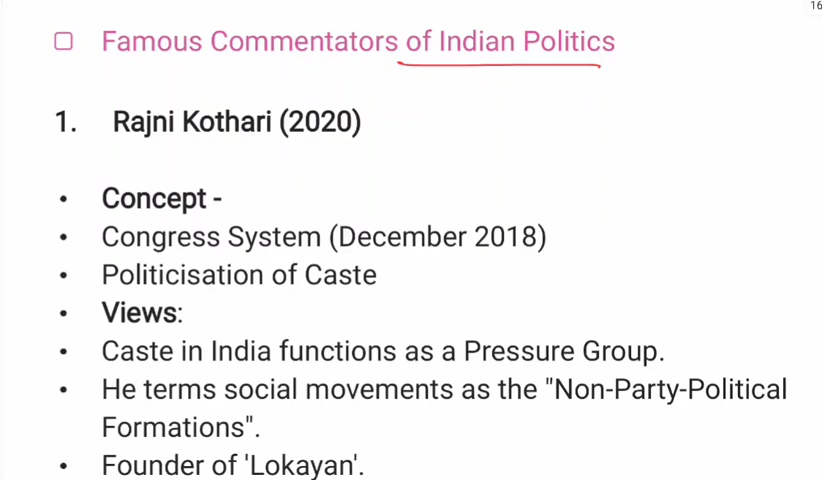 16
☐ Famous Commentators of Indian Politics
1. Rajni Kothari (2020)
• Concept -
• Congress System (December 2018)
• Politicisation of Caste
• Views:
• Caste in India functions as a Pressure Group.
• He terms social movements as the "Non-Party-Political
Formations".
• Founder of 'Lokayan'.